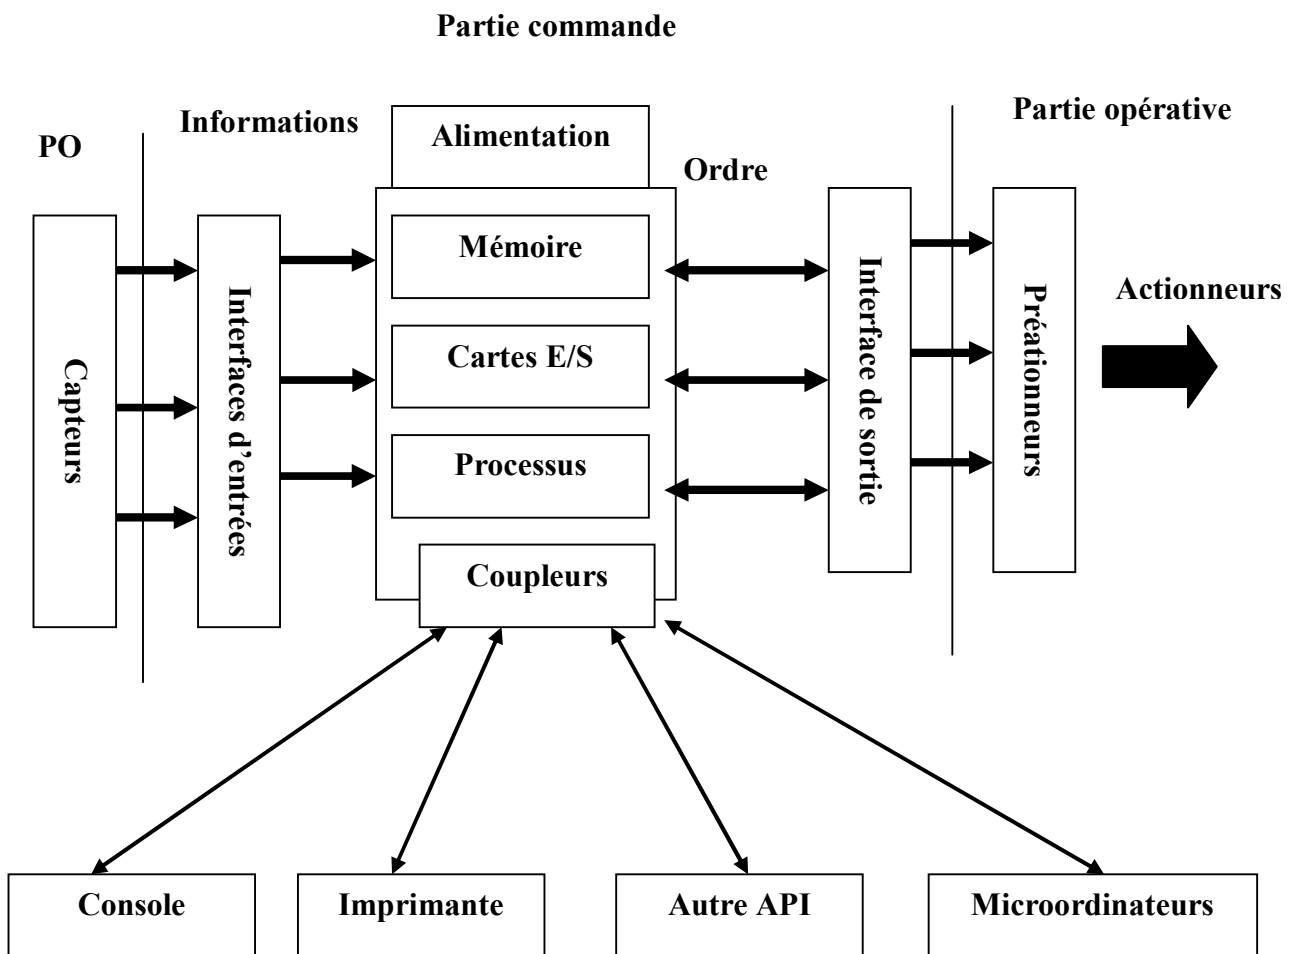 Partie commande
Partie opérative
Informations
Alimentation
PO
Ordre
Mémoire
Actionneurs
Interfaces d'entrées
Interface de sortie
Préationneurs
Capteurs
Cartes E/S
Processus
Coupleurs
Console
Imprimante
Autre API
Microordinateurs